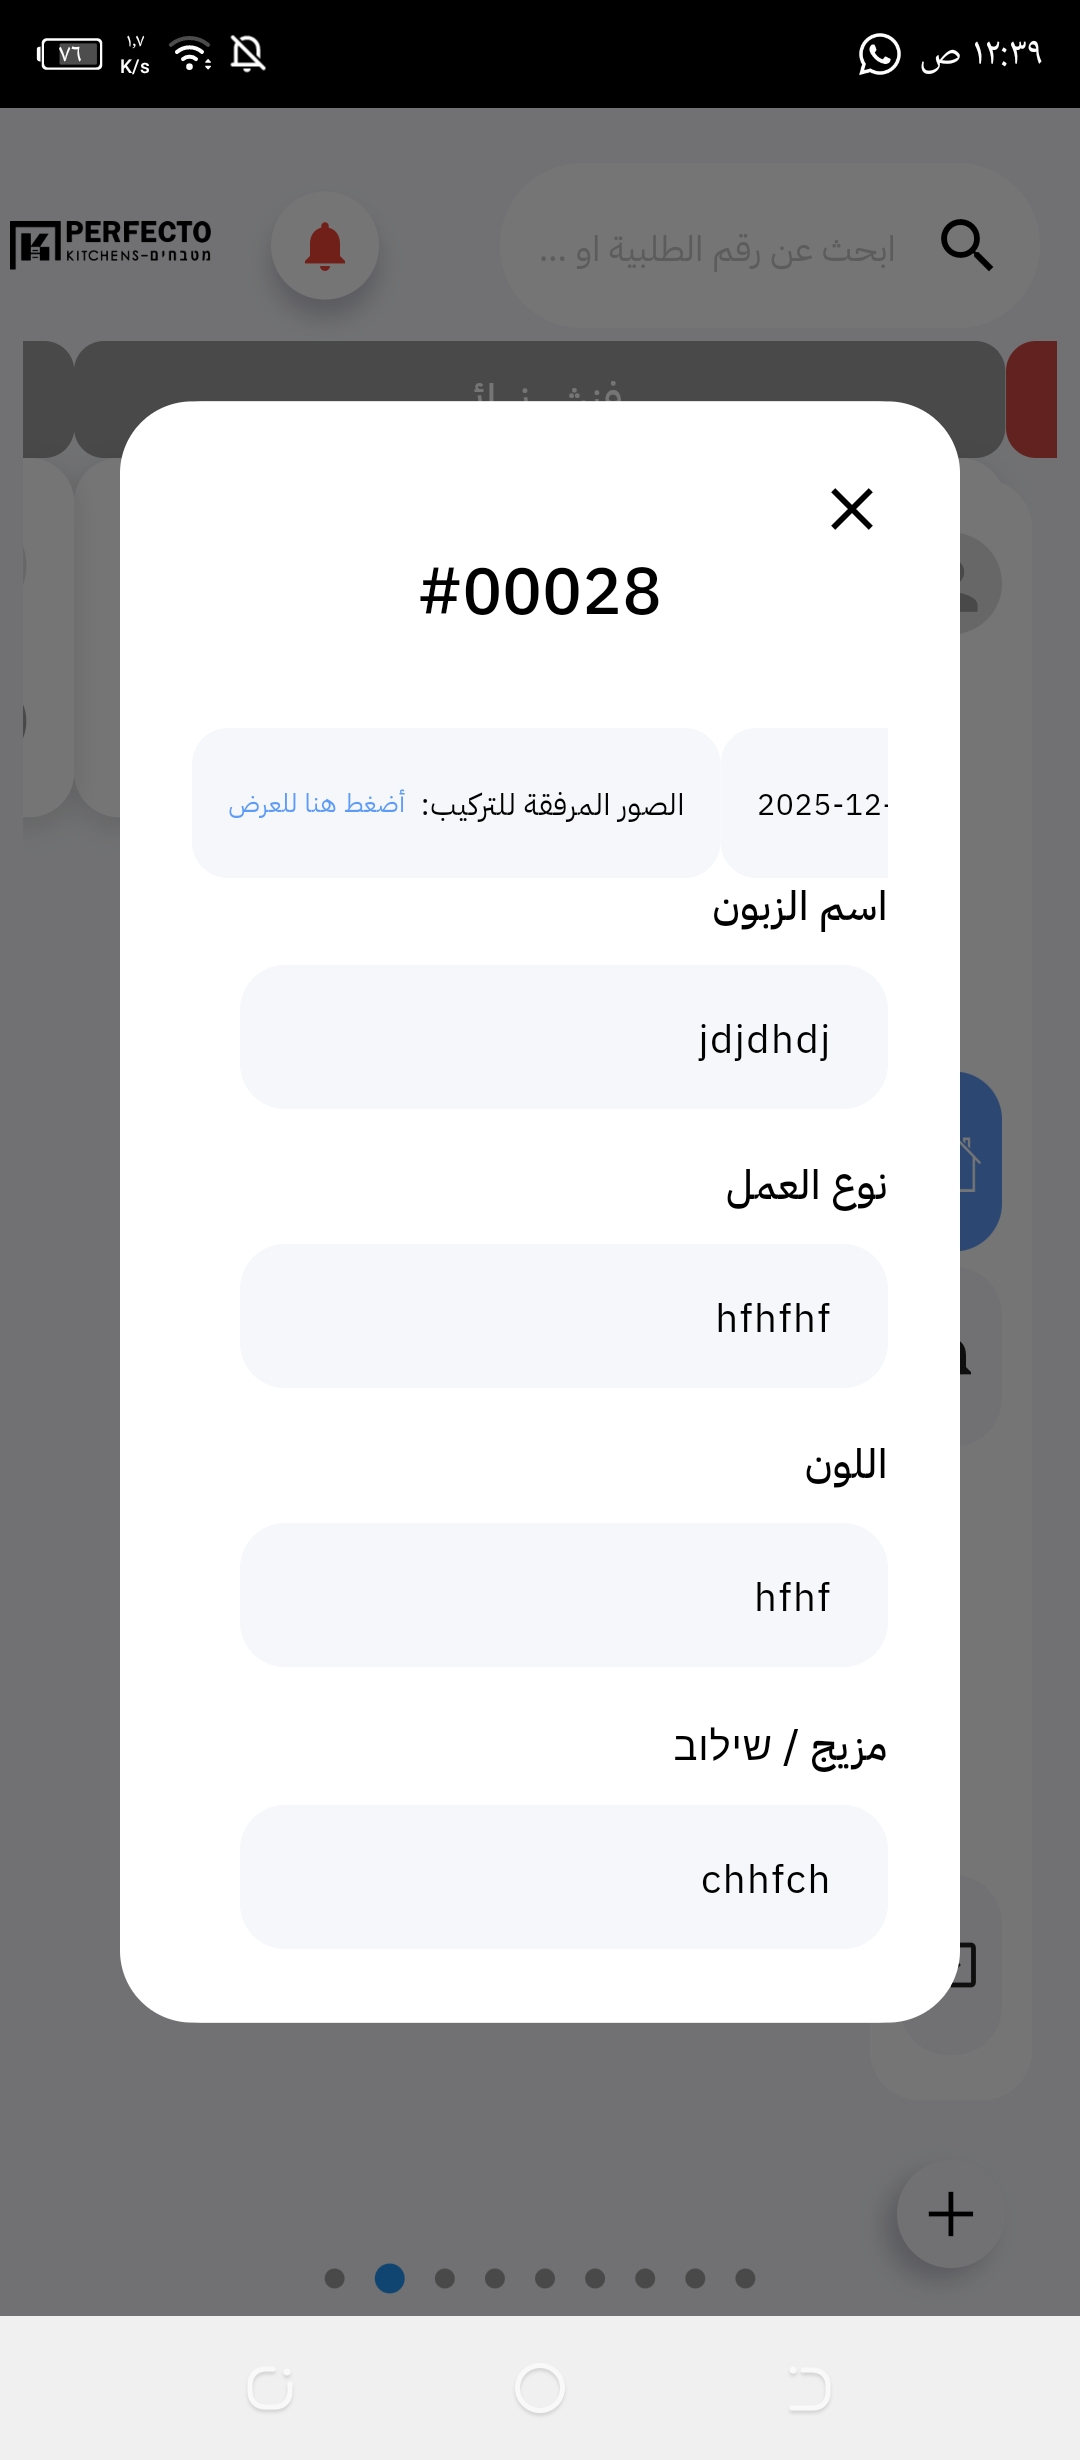 ١٢:٣٩ ص
١,٧
K/s
٧٦
ابحث عن رقم الطلبية او ...
PERFECTO
KITCHENS-מטבחים
#00028
2025-12-
الصور المرفقة للتركيب: أضغط هنا للعرض
اسم الزبون
jdjdhdj
نوع العمل
hfhfhf
اللون
hfhf
مزيج / שילוב
chhfch